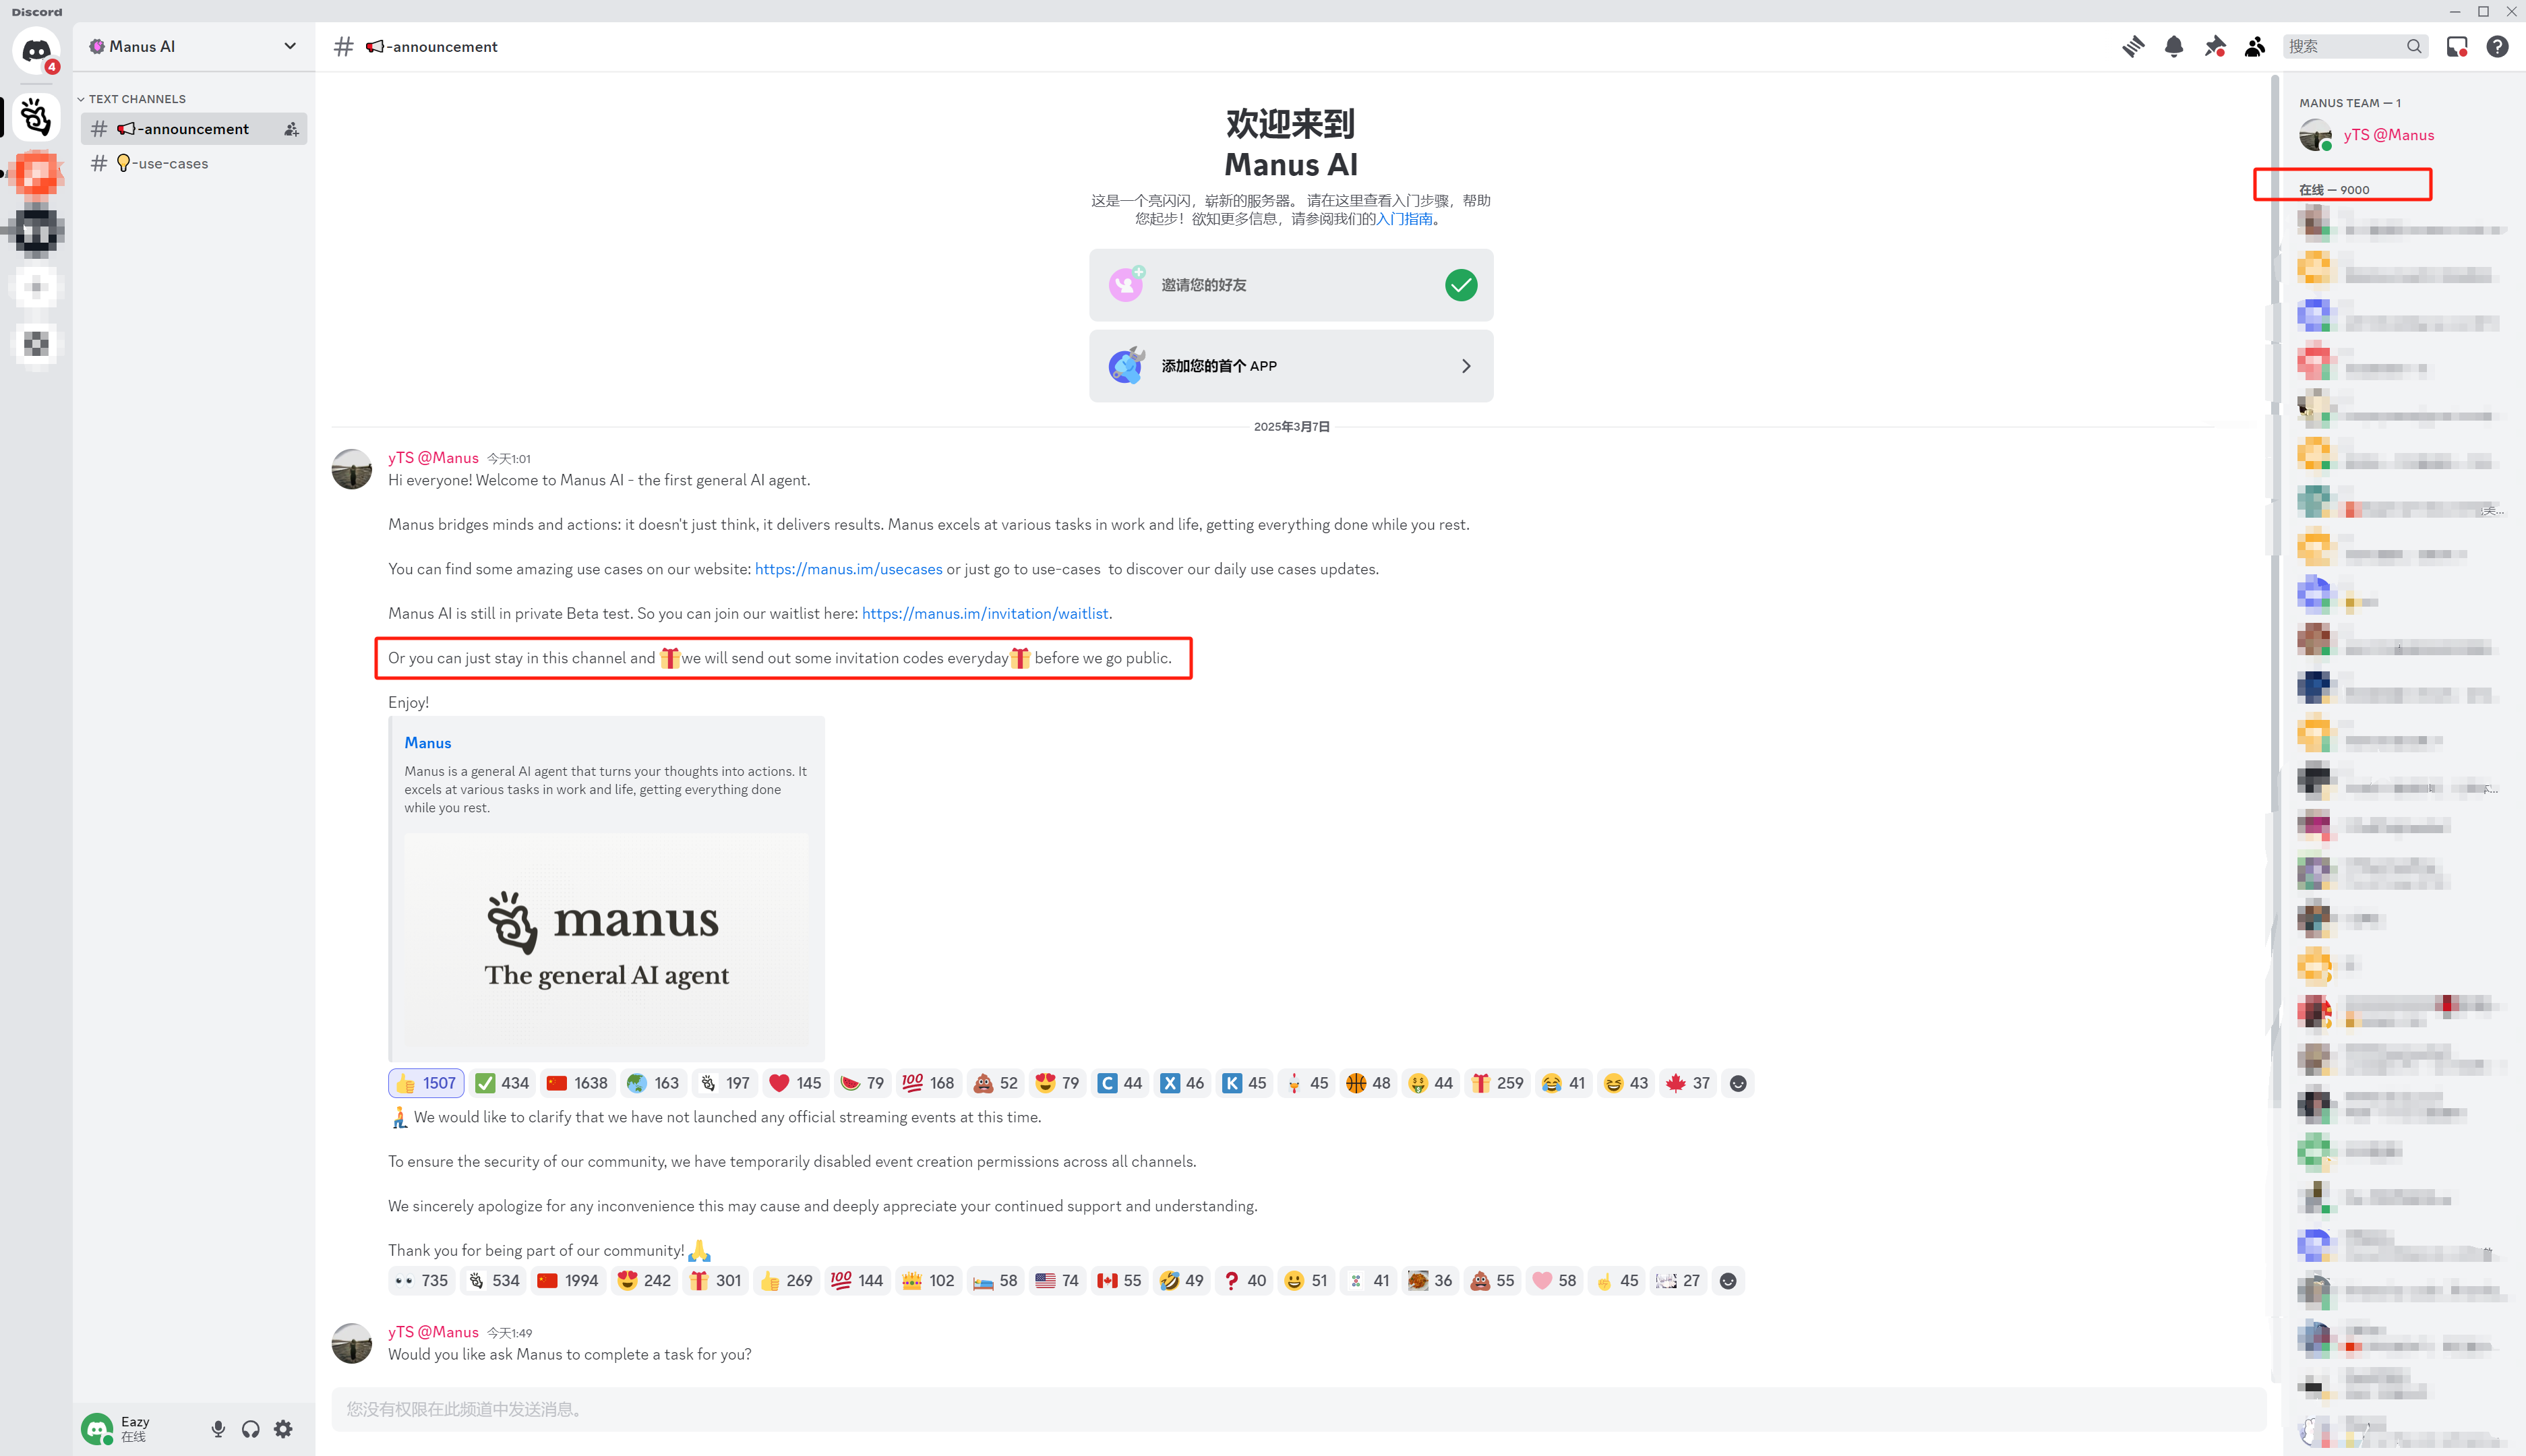 Discord
4
Manus AI
TEXT CHANNELS
-announcement
-use-cases
-announcement
搜索
欢迎来到
Manus AI
这是一个亮闪闪，崭新的服务器。请在这里查看入门步骤，帮助
您起步！欲知更多信息，请参阅我们的入门指南。
邀请您的好友
添加您的首个 APP
2025年3月7日
yTS @Manus 今天1:01
Hi everyone! Welcome to Manus AI - the first general AI agent.
Manus bridges minds and actions: it doesn't just think, it delivers results. Manus excels at various tasks in work and life, getting everything done while you rest.
You can find some amazing use cases on our website: https://manus.im/usecases or just go to use-cases to discover our daily use cases updates.
Manus AI is still in private Beta test. So you can join our waitlist here: https://manus.im/invitation/waitlist.
Or you can just stay in this channel and 🎁we will send out some invitation codes everyday🎁 before we go public.
Enjoy!
Manus
Manus is a general AI agent that turns your thoughts into actions. It
excels at various tasks in work and life, getting everything done
while you rest.
manus
The general AI agent
1507 434 1638 163 197 145 79 100 168 52 79 C 44 X 46 K 45 45 48 44 259 41 43 37
We would like to clarify that we have not launched any official streaming events at this time.
To ensure the security of our community, we have temporarily disabled event creation permissions across all channels.
We sincerely apologize for any inconvenience this may cause and deeply appreciate your continued support and understanding.
Thank you for being part of our community! 🙏
735 534 1994 242 301 269 100 144 102 58 74 55 49 40 51 41 36 55 58 45 27
yTS @Manus 今天1:49
Would you like ask Manus to complete a task for you?
您没有权限在此频道中发送消息。
Eazy
在线
MANUS TEAM — 1
yTS @Manus
在线 — 9000